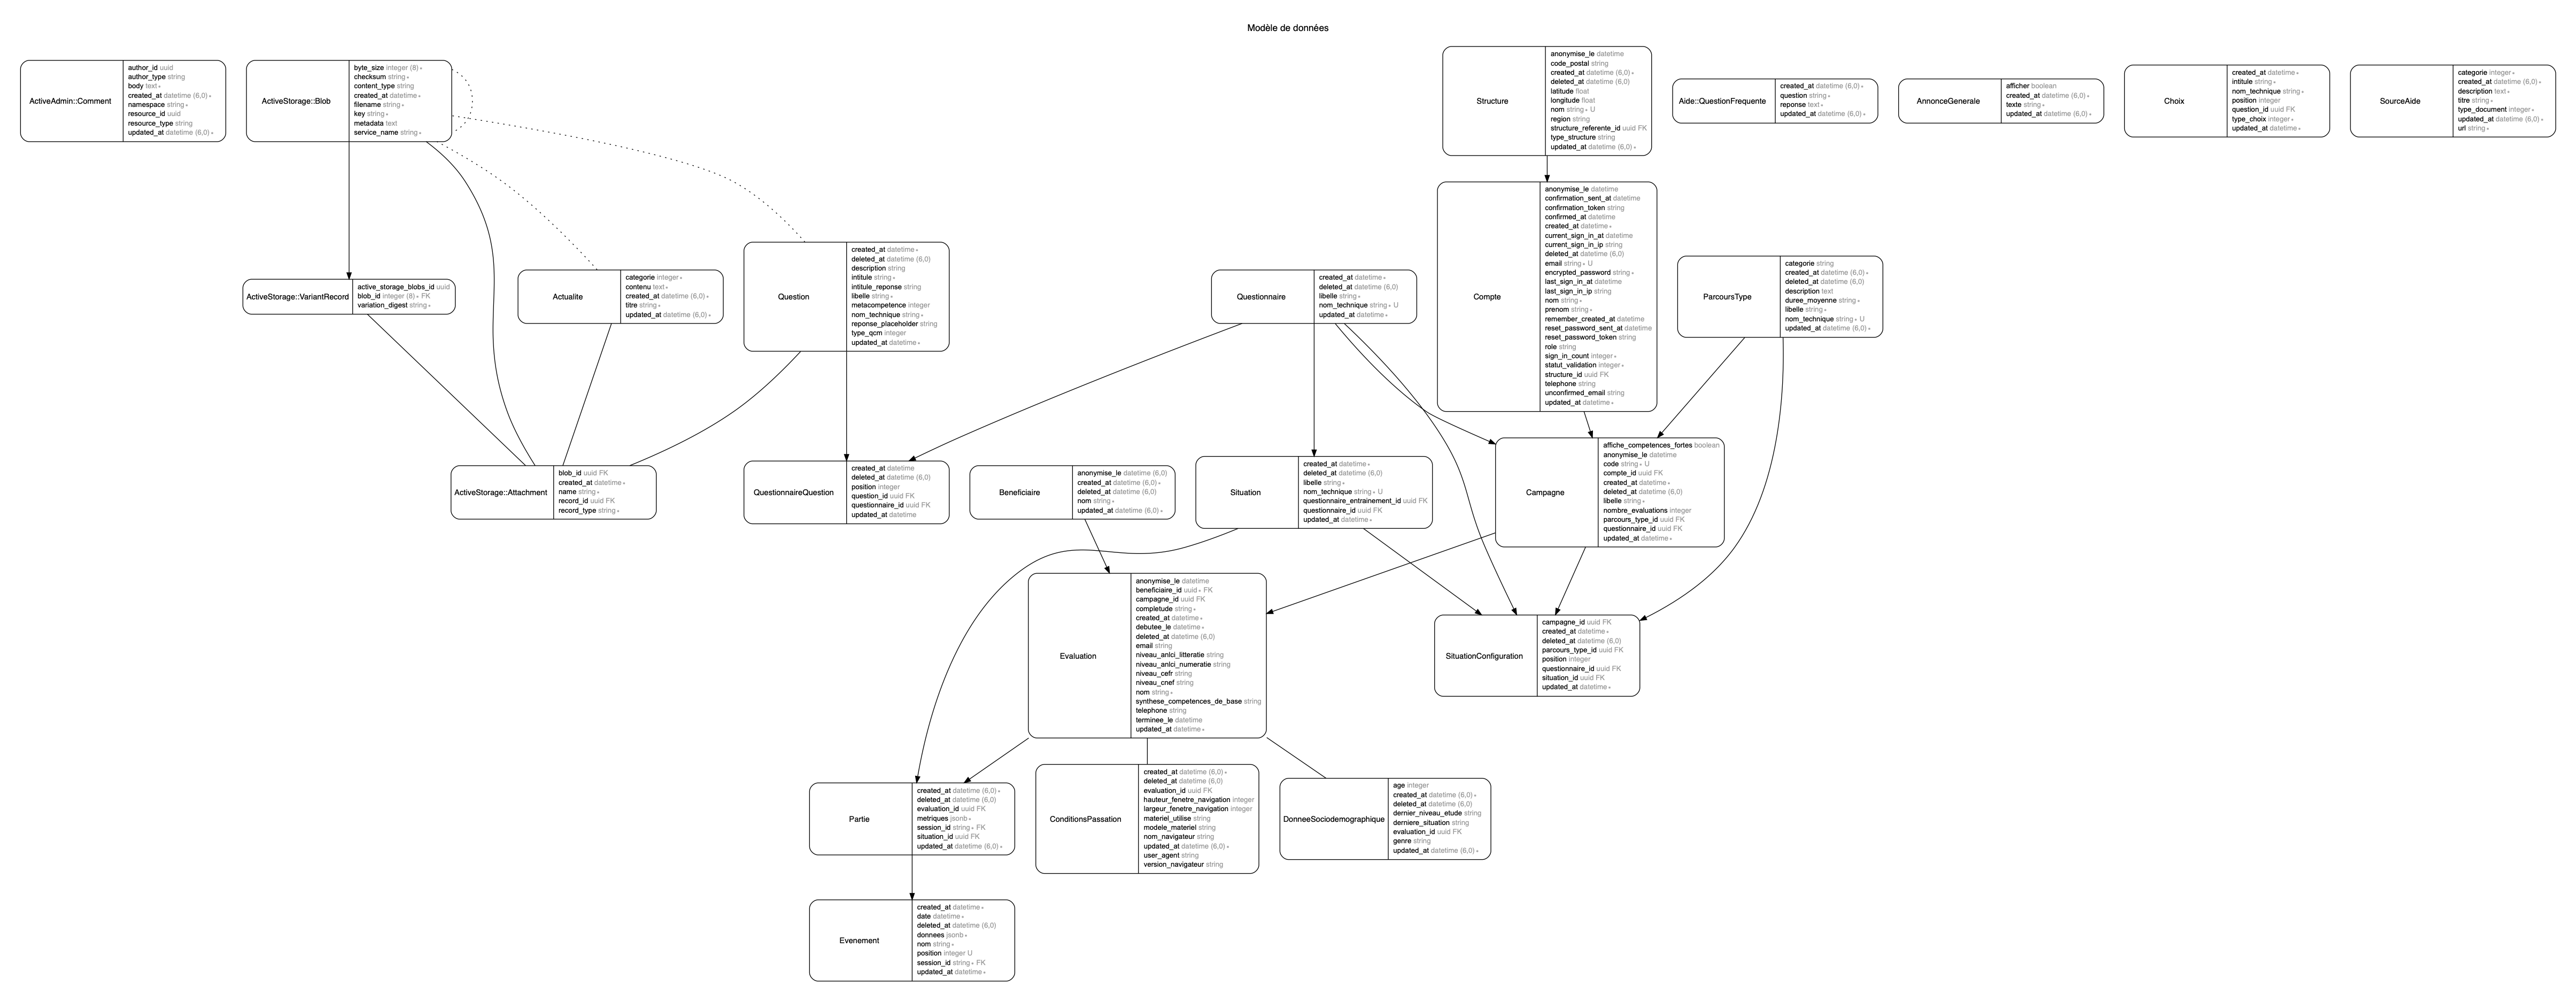 Modèle de données
ActiveAdmin::Comment
author_id uuid
author_type string
body text ∗
created_at datetime (6,0) ∗
namespace string ∗
resource_id uuid
resource_type string
updated_at datetime (6,0) ∗
ActiveStorage::Blob
byte_size integer (8) ∗
checksum string ∗
content_type string
created_at datetime ∗
filename string ∗
key string ∗
metadata text
service_name string ∗
Structure
anonymise_le datetime
code_postal string
created_at datetime (6,0) ∗
deleted_at datetime (6,0)
latitude float
longitude float
nom string ∗ U
region string
structure_referente_id uuid FK
type_structure string
updated_at datetime (6,0) ∗
Aide::QuestionFrequente
created_at datetime (6,0) ∗
question string ∗
reponse text ∗
updated_at datetime (6,0) ∗
AnnonceGenerale
afficher boolean
created_at datetime (6,0) ∗
texte string ∗
updated_at datetime (6,0) ∗
Choix
created_at datetime ∗
intitule string ∗
nom_technique string ∗
position integer
question_id uuid FK
type_choix integer ∗
updated_at datetime ∗
SourceAide
categorie integer ∗
created_at datetime (6,0) ∗
description text ∗
titre string ∗
type_document integer ∗
updated_at datetime (6,0) ∗
url string ∗
ActiveStorage::VariantRecord
active_storage_blobs_id uuid
blob_id integer (8) ∗ FK
variation_digest string ∗
Actualite
categorie integer ∗
contenu text ∗
created_at datetime (6,0) ∗
titre string ∗
updated_at datetime (6,0) ∗
Question
created_at datetime ∗
deleted_at datetime (6,0)
description string
intitule string ∗
intitule_reponse string
libelle string ∗
metacompetence integer
nom_technique string ∗
reponse_placeholder string
type_qcm integer
updated_at datetime ∗
Questionnaire
created_at datetime ∗
deleted_at datetime (6,0)
libelle string ∗
nom_technique string ∗ U
updated_at datetime ∗
Compte
anonymise_le datetime
confirmation_sent_at datetime
confirmation_token string
confirmed_at datetime
created_at datetime ∗
current_sign_in_at datetime
current_sign_in_ip string
deleted_at datetime (6,0)
email string ∗ U
encrypted_password string ∗
last_sign_in_at datetime
last_sign_in_ip string
nom string ∗
prenom string ∗
remember_created_at datetime
reset_password_sent_at datetime
reset_password_token string
role string
sign_in_count integer ∗
statut_validation integer ∗
structure_id uuid FK
telephone string
unconfirmed_email string
updated_at datetime ∗
ParcoursType
categorie string
created_at datetime (6,0) ∗
deleted_at datetime (6,0)
description text
duree_moyenne string ∗
libelle string ∗
nom_technique string ∗ U
updated_at datetime (6,0) ∗
ActiveStorage::Attachment
blob_id uuid FK
created_at datetime ∗
name string ∗
record_id uuid FK
record_type string ∗
QuestionnaireQuestion
created_at datetime
deleted_at datetime (6,0)
position integer
question_id uuid FK
questionnaire_id uuid FK
updated_at datetime
Beneficiaire
anonymise_le datetime (6,0)
created_at datetime (6,0) ∗
deleted_at datetime (6,0)
nom string ∗
updated_at datetime (6,0) ∗
Situation
created_at datetime ∗
deleted_at datetime (6,0)
libelle string ∗
nom_technique string ∗ U
questionnaire_entrainement_id uuid FK
questionnaire_id uuid FK
updated_at datetime ∗
Campagne
affiche_competences_fortes boolean
anonymise_le datetime
code string ∗ U
compte_id uuid FK
created_at datetime ∗
deleted_at datetime (6,0)
libelle string ∗
nombre_evaluations integer
parcours_type_id uuid FK
questionnaire_id uuid FK
updated_at datetime ∗
Evaluation
anonymise_le datetime
beneficiaire_id uuid ∗ FK
campagne_id uuid FK
completude string ∗
created_at datetime ∗
debutee_le datetime ∗
deleted_at datetime (6,0)
email string
niveau_anlci_litteratie string
niveau_anlci_numeratie string
niveau_cefr string
niveau_cnef string
nom string ∗
synthese_competences_de_base string
telephone string
terminee_le datetime
updated_at datetime ∗
SituationConfiguration
campagne_id uuid FK
created_at datetime ∗
deleted_at datetime (6,0)
parcours_type_id uuid FK
position integer
questionnaire_id uuid FK
situation_id uuid FK
updated_at datetime ∗
Partie
created_at datetime (6,0) ∗
deleted_at datetime (6,0)
evaluation_id uuid FK
metriques jsonb ∗
session_id string ∗ FK
situation_id uuid FK
updated_at datetime (6,0) ∗
ConditionsPassation
created_at datetime (6,0) ∗
deleted_at datetime (6,0)
evaluation_id uuid FK
hauteur_fenetre_navigation integer
largeur_fenetre_navigation integer
materiel_utilise string
modele_materiel string
nom_navigateur string
updated_at datetime (6,0) ∗
user_agent string
version_navigateur string
DonneeSociodemographique
age integer
created_at datetime (6,0) ∗
deleted_at datetime (6,0)
dernier_niveau_etude string
derniere_situation string
evaluation_id uuid FK
genre string
updated_at datetime (6,0) ∗
Evenement
created_at datetime ∗
date datetime ∗
deleted_at datetime (6,0)
donnees jsonb ∗
nom string ∗
position integer U
session_id string ∗ FK
updated_at datetime ∗